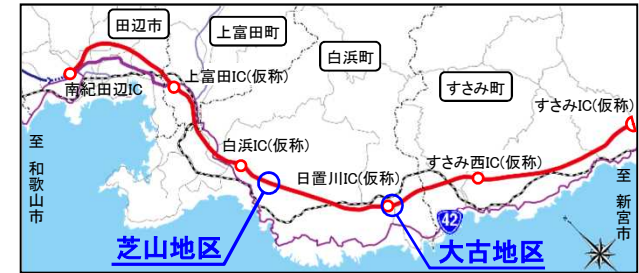 田辺市
上富田町
白浜町
すさみ町
南紀田辺IC
上富田IC(仮称)
すさみIC(仮称)
白浜IC(仮称)
日置川IC(仮称)
すさみ西IC(仮称)
至 和歌山市
至 新宮市
42
芝山地区
大古地区